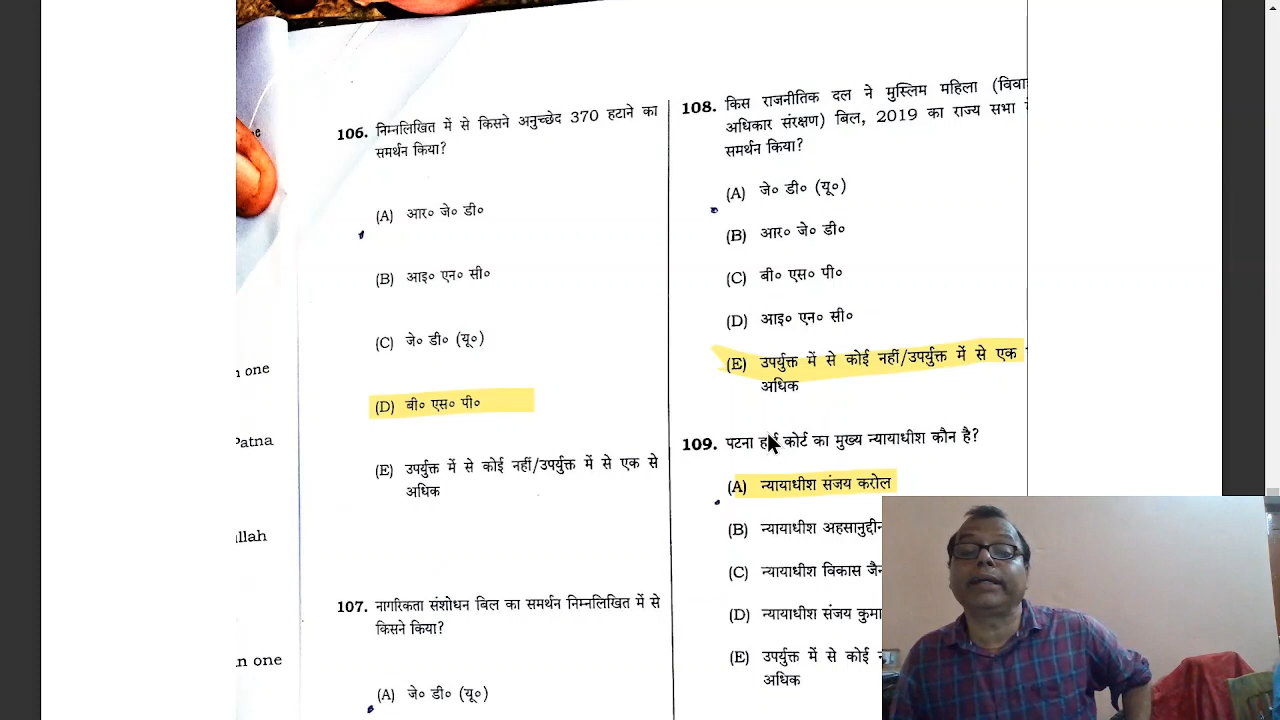 n one
Patna
llah
n one
106. निम्नलिखित में से किसने अनुच्छेद 370 हटाने का
समर्थन किया?
(A) आर० जे० डी०
(B) आइ० एन० सी०
(C) जे० डी० (यू०)
(D) बी० एस० पी०
(E) उपर्युक्त में से कोई नहीं/उपर्युक्त में से एक से
अधिक
107. नागरिकता संशोधन बिल का समर्थन निम्नलिखित में से
किसने किया?
(A) जे० डी० (यू०)
108. किस राजनीतिक दल ने मुस्लिम महिला (विवा
अधिकार संरक्षण) बिल, 2019 का राज्य सभा
समर्थन किया?
(A) जे० डी० (यू०)
(B) आर० जे० डी०
(C) बी० एस० पी०
(D) आइ० एन० सी०
(E) उपर्युक्त में से कोई नहीं/उपर्युक्त में से एक
अधिक
109. पटना कोर्ट का मुख्य न्यायाधीश कौन है?
(A) न्यायाधीश संजय करोल
(B) न्यायाधीश अहसानुद्दीन
(C) न्यायाधीश विकास जैन
(D) न्यायाधीश संजय कुमा
(E) उपर्युक्त में से कोई
अधिक